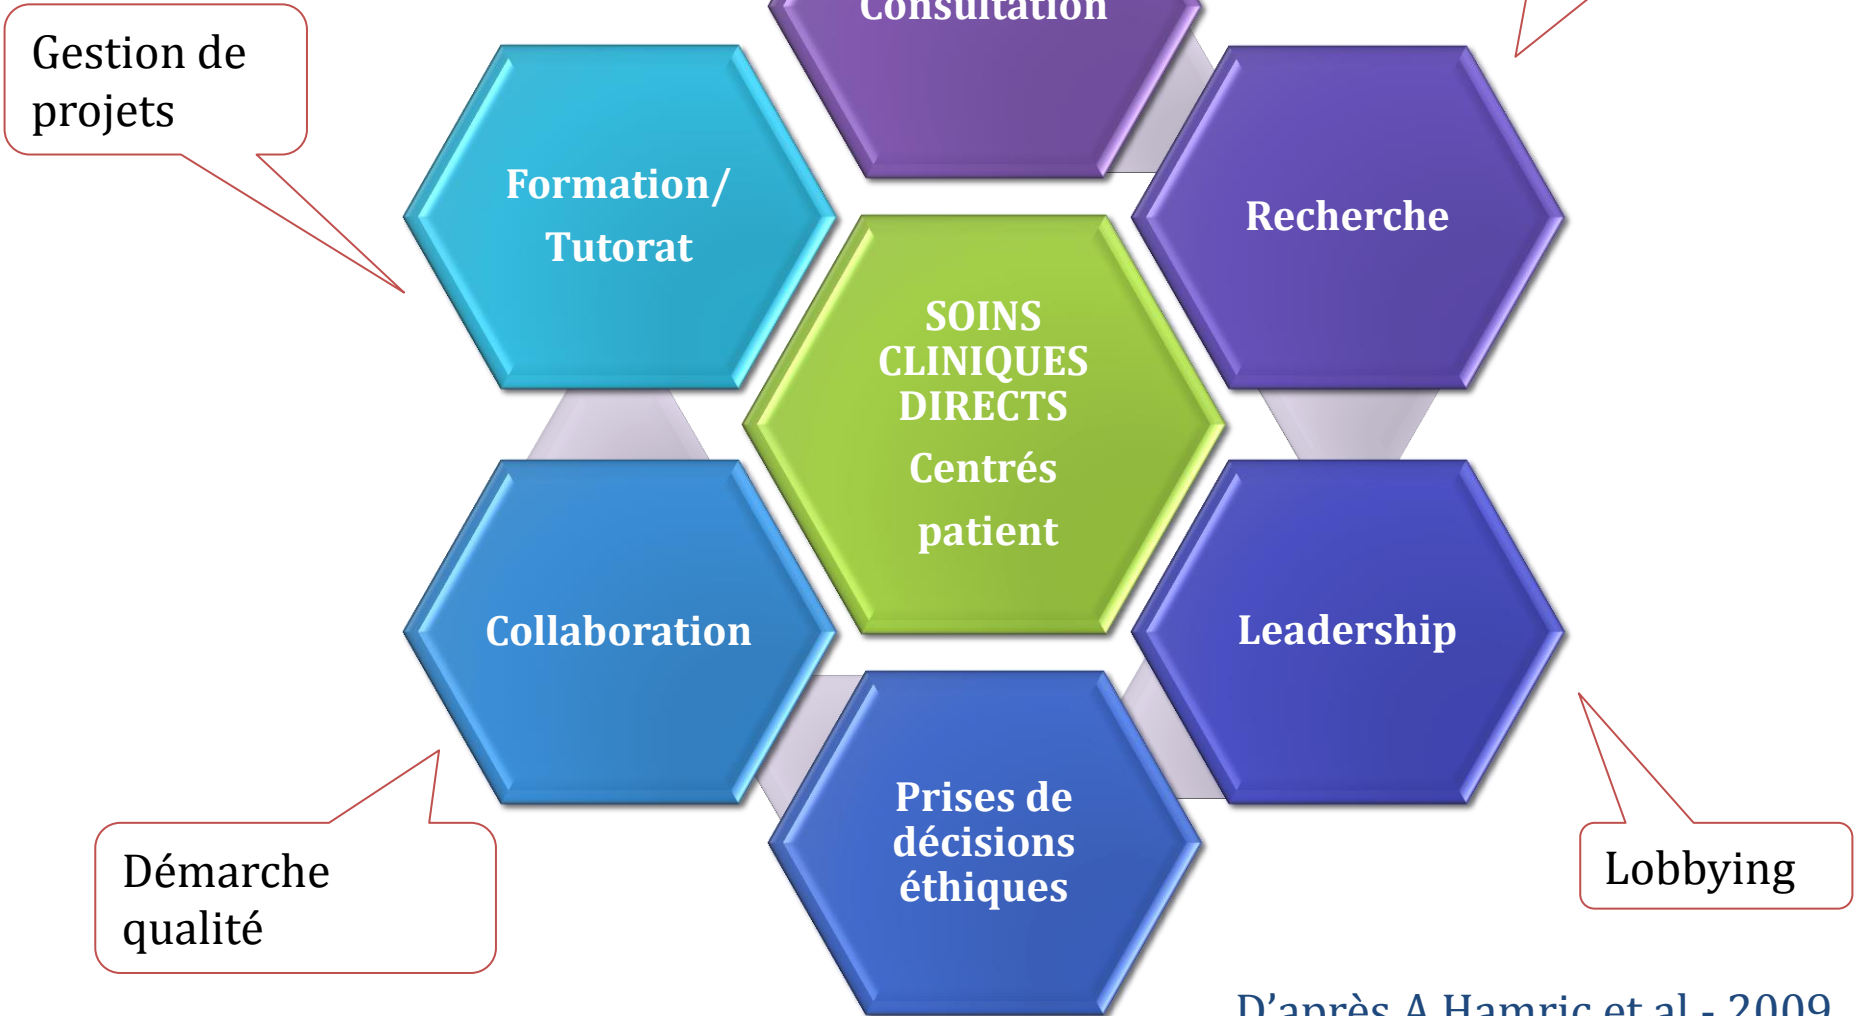 Consultation
Gestion de
projets
Formation/
Tutorat
Recherche
SOINS
CLINIQUES
DIRECTS
Centrés
patient
Collaboration
Leadership
Prises de
décisions
éthiques
Démarche
qualité
Lobbying
D’après A Hamric et al - 2009